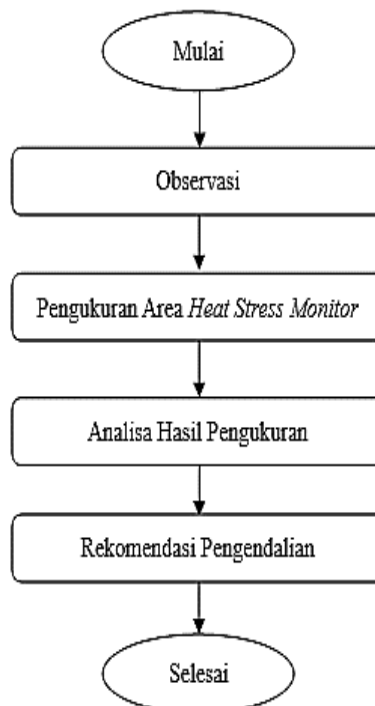 Mulai
Observasi
Pengukuran Area Heat Stress Monitor
Analisa Hasil Pengukuran
Rekomendasi Pengendalian
Selesai